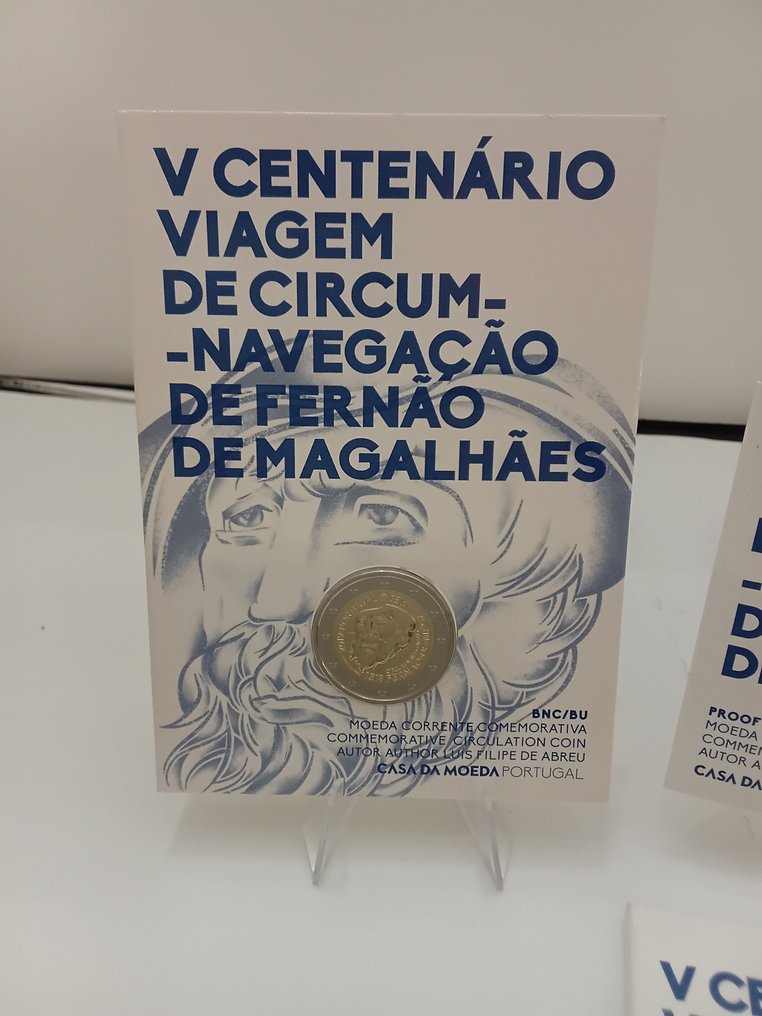 V CENTENÁRIO
VIAGEM
DE CIRCUM-
-NAVEGAÇÃO
DE FERNÃO
DE MAGALHÃES
BNC/BU
MOEDA CORRENTE COMEMORATIVA
COMMEMORATIVE CIRCULATION COIN
AUTOR AUTHOR LUÍS FILIPE DE ABREU
CASA DA MOEDA PORTUGAL
PROOF
MOEDA
COMMEN
AUTOR A
CASA DA
V CE